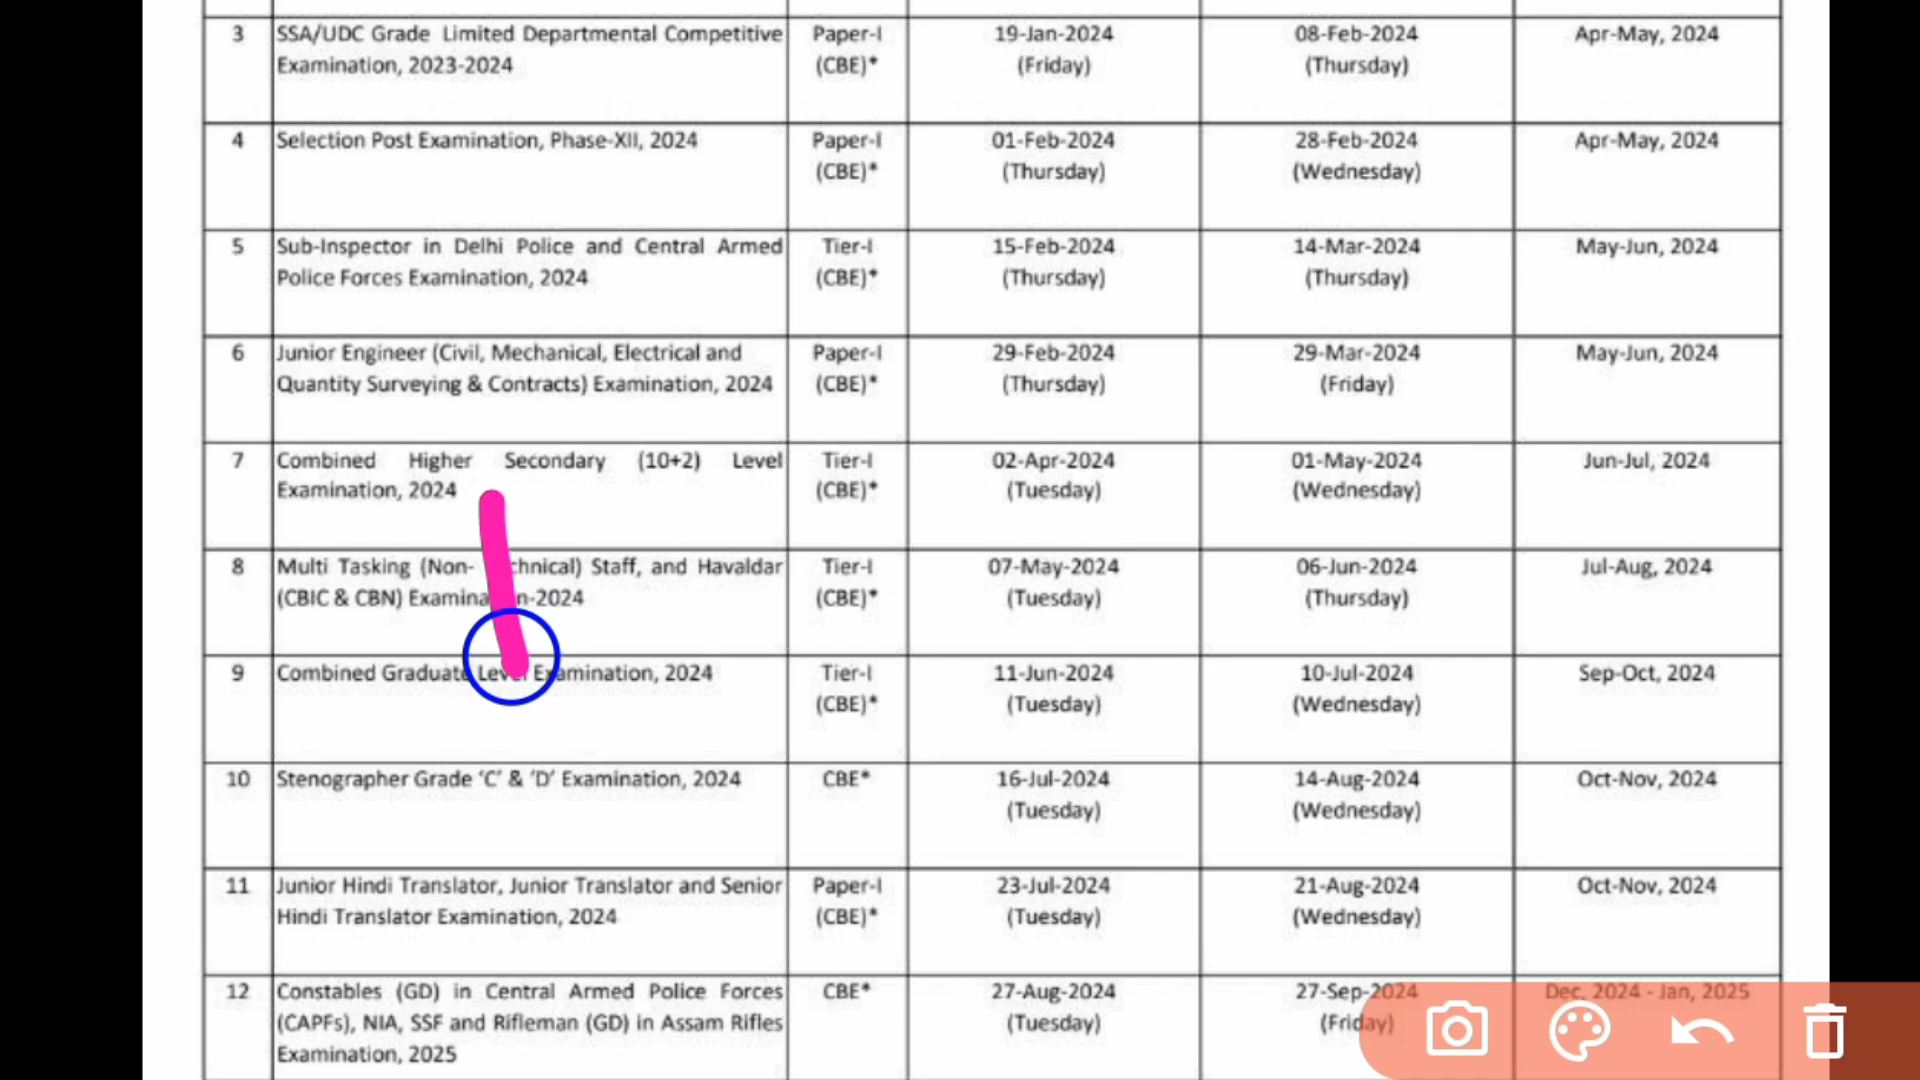 3 SSA/UDC Grade Limited Departmental Competitive Paper-I 19-Jan-2024 08-Feb-2024 Apr-May, 2024
Examination, 2023-2024 (CBE)* (Friday) (Thursday)
4 Selection Post Examination, Phase-XII, 2024 Paper-I 01-Feb-2024 28-Feb-2024 Apr-May, 2024
(CBE)* (Thursday) (Wednesday)
5 Sub-Inspector in Delhi Police and Central Armed Tier-I 15-Feb-2024 14-Mar-2024 May-Jun, 2024
Police Forces Examination, 2024 (CBE)* (Thursday) (Thursday)
6 Junior Engineer (Civil, Mechanical, Electrical and Paper-I 29-Feb-2024 29-Mar-2024 May-Jun, 2024
Quantity Surveying & Contracts) Examination, 2024 (CBE)* (Thursday) (Friday)
7 Combined Higher Secondary (10+2) Level Tier-I 02-Apr-2024 01-May-2024 Jun-Jul, 2024
Examination, 2024 (CBE)* (Tuesday) (Wednesday)
8 Multi Tasking (Non- chnical) Staff, and Havaldar Tier-I 07-May-2024 06-Jun-2024 Jul-Aug, 2024
(CBIC & CBN) Examina n-2024 (CBE)* (Tuesday) (Thursday)
9 Combined Graduate Level Examination, 2024 Tier-I 11-Jun-2024 10-Jul-2024 Sep-Oct, 2024
(CBE)* (Tuesday) (Wednesday)
10 Stenographer Grade ‘C’ & ‘D’ Examination, 2024 CBE* 16-Jul-2024 14-Aug-2024 Oct-Nov, 2024
(Tuesday) (Wednesday)
11 Junior Hindi Translator, Junior Translator and Senior Paper-I 23-Jul-2024 21-Aug-2024 Oct-Nov, 2024
Hindi Translator Examination, 2024 (CBE)* (Tuesday) (Wednesday)
12 Constables (GD) in Central Armed Police Forces CBE* 27-Aug-2024 27-Sep-2024 Dec, 2024 - Jan, 2025
(CAPFs), NIA, SSF and Rifleman (GD) in Assam Rifles (Tuesday) (Friday)
Examination, 2025